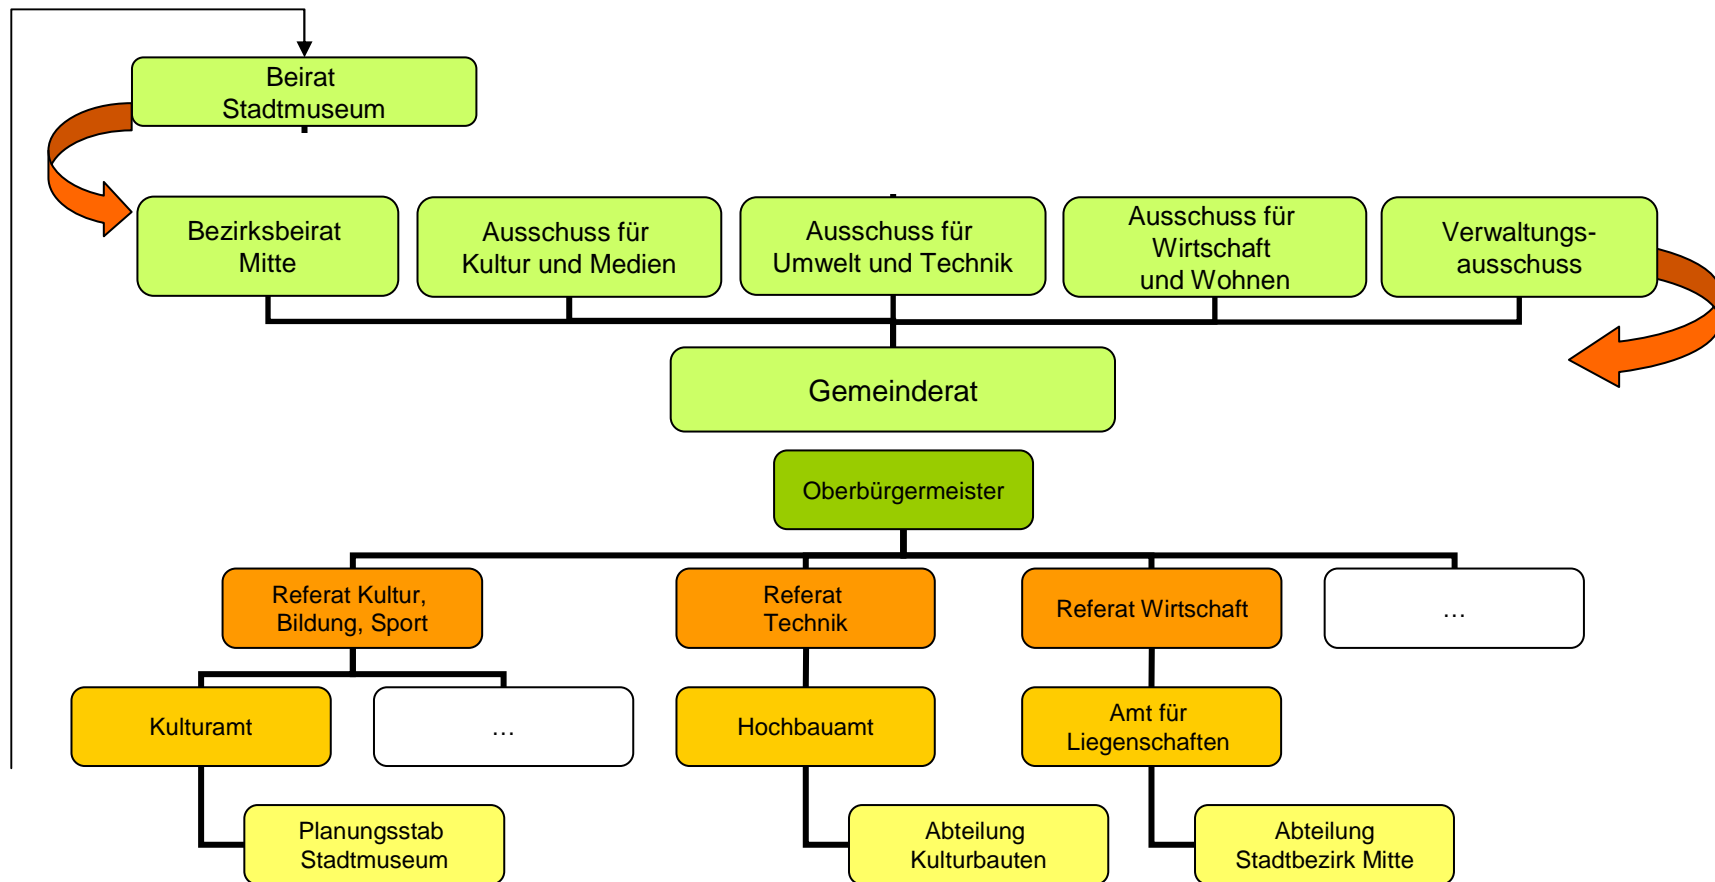 Beirat
Stadtmuseum
Bezirksbeirat
Mitte
Ausschuss für
Kultur und Medien
Ausschuss für
Umwelt und Technik
Ausschuss für
Wirtschaft
und Wohnen
Verwaltungs-
ausschuss
Gemeinderat
Oberbürgermeister
Referat Kultur,
Bildung, Sport
Referat
Technik
Referat Wirtschaft
…
Kulturamt
…
Hochbauamt
Amt für
Liegenschaften
Planungsstab
Stadtmuseum
Abteilung
Kulturbauten
Abteilung
Stadtbezirk Mitte